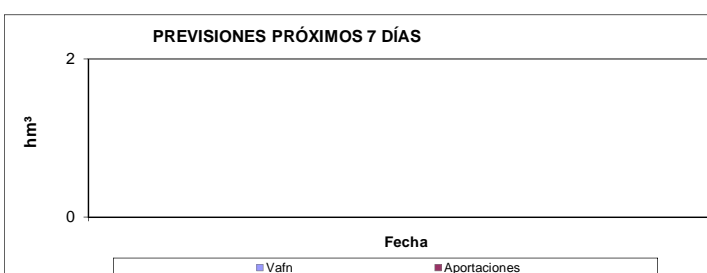 PREVISIONES PRÓXIMOS 7 DÍAS
2
hm³
0
Fecha
Vafn Aportaciones